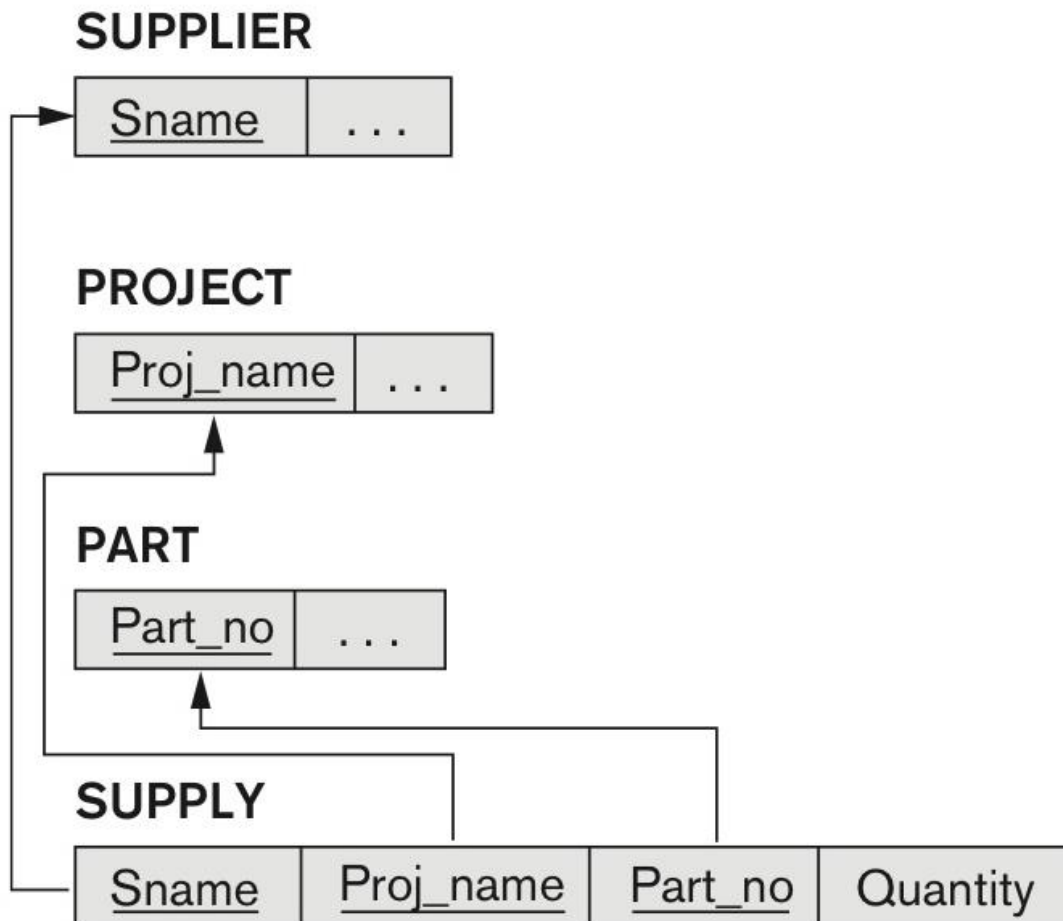 SUPPLIER
Sname . . .
PROJECT
Proj_name . . .
PART
Part_no . . .
SUPPLY
Sname Proj_name Part_no Quantity